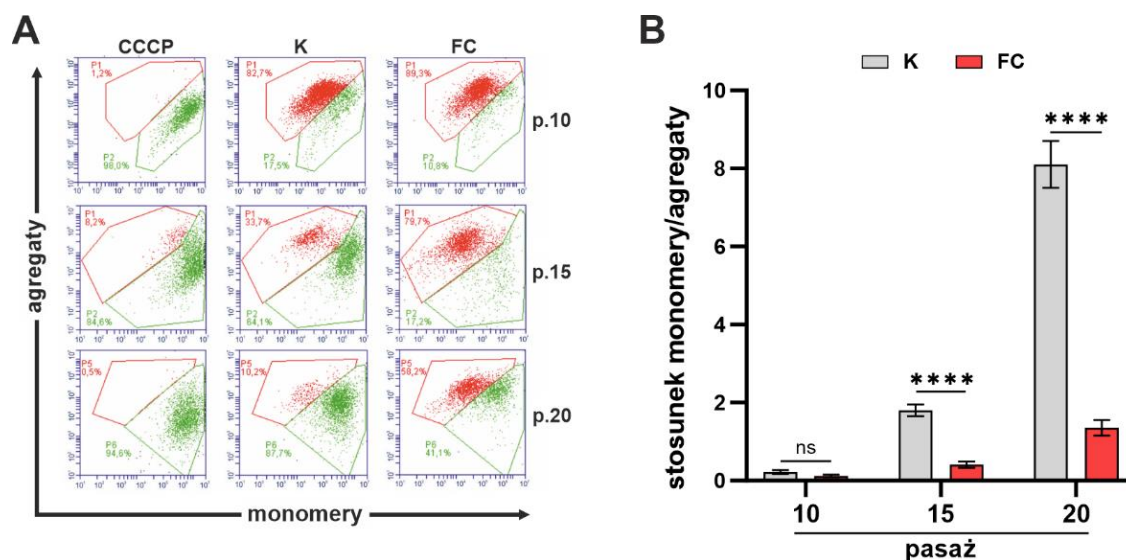 A
CCCP
K
FC
P1
1,2%
P2
98,0%
P1
82,7%
P2
17,5%
P1
89,3%
P2
10,8%
p.10
P1
8,2%
P2
84,6%
P1
33,7%
P2
64,1%
P1
79,7%
P2
17,2%
p.15
P5
0,5%
P6
94,6%
P5
10,2%
P6
87,7%
P5
58,2%
P6
41,1%
p.20
agregaty
monomery
B
K
FC
stosunek monomery/agregaty
10
8
6
4
2
0
ns
****
****
10
15
20
pasaż